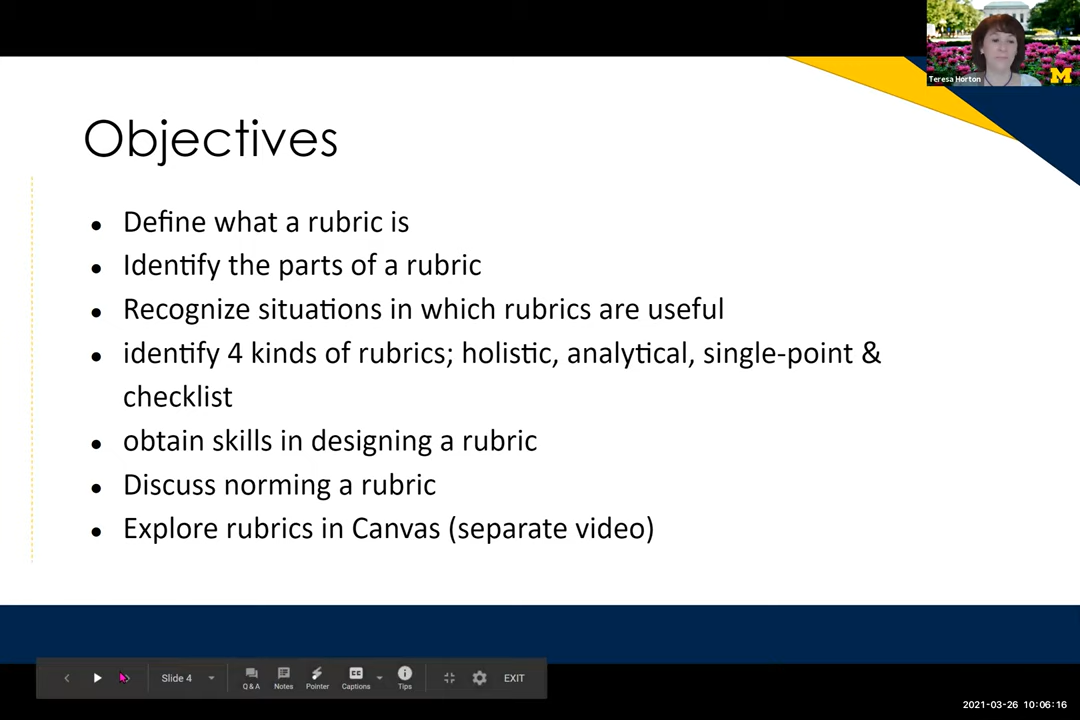 Teresa Horton
M
Objectives
• Define what a rubric is
• Identify the parts of a rubric
• Recognize situations in which rubrics are useful
• identify 4 kinds of rubrics; holistic, analytical, single-point &
checklist
• obtain skills in designing a rubric
• Discuss norming a rubric
• Explore rubrics in Canvas (separate video)
Slide 4
Q & A
Notes
Pointer
CC
Captions
Tips
EXIT
2021-03-26 10:06:16